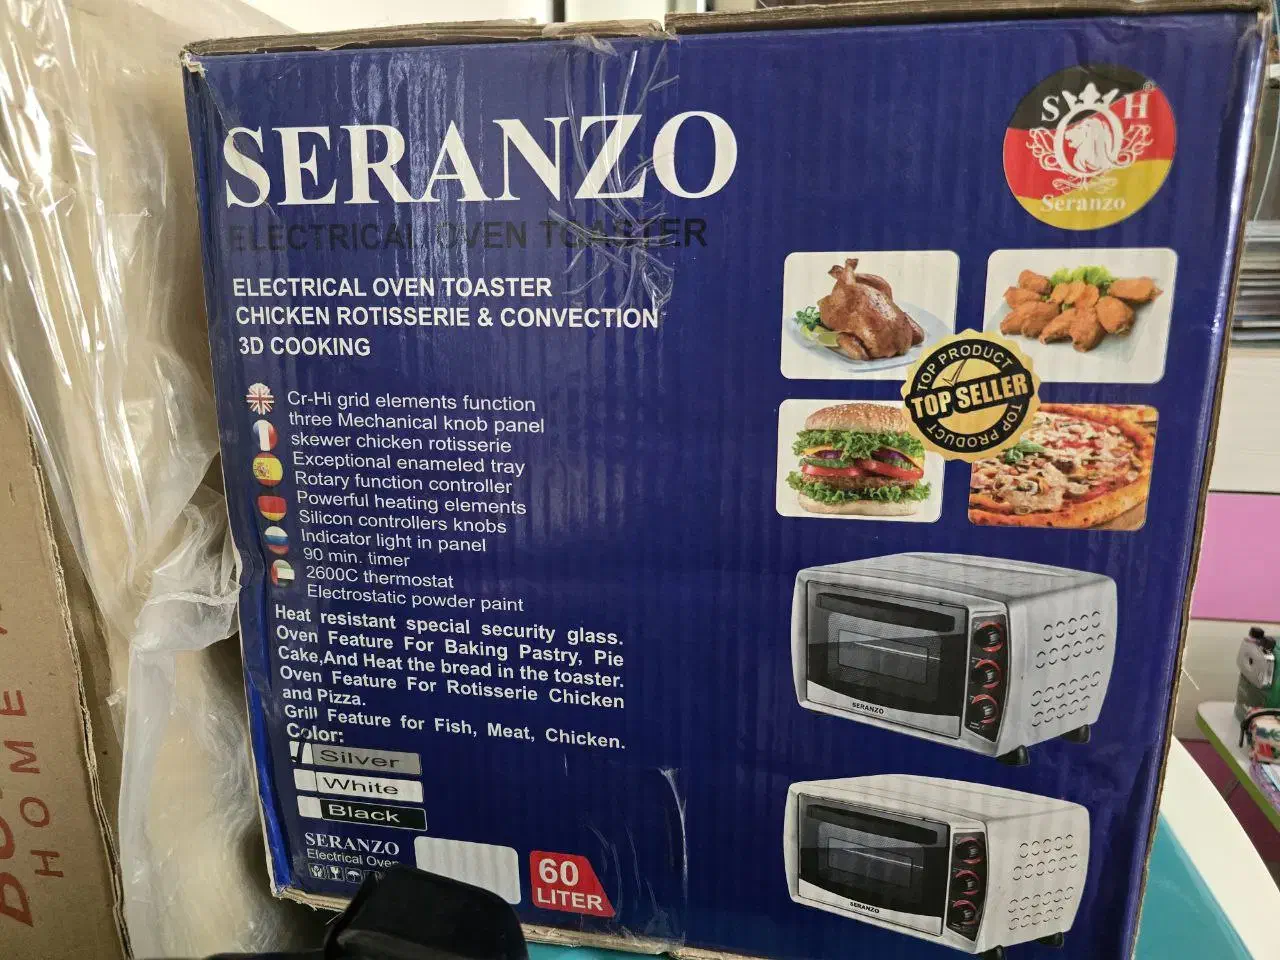 SERANZO
ELECTRICAL OVEN TOASTER
ELECTRICAL OVEN TOASTER
CHICKEN ROTISSERIE & CONVECTION
3D COOKING
Cr-Hi grid elements function
three Mechanical knob panel
skewer chicken rotisserie
Exceptional enameled tray
Rotary function controller
Powerful heating elements
Silicon controllers knobs
Indicator light in panel
90 min. timer
2600C thermostat
Electrostatic powder paint
Heat resistant special security glass.
Oven Feature For Baking Pastry, Pie
Cake,And Heat the bread in the toaster.
Oven Feature For Rotisserie Chicken
and Pizza.
Grill Feature for Fish, Meat, Chicken.
Color:
Silver
White
Black
SERANZO
Electrical Oven
60
LITER
S H
®
Seranzo
TOP PRODUCT
TOP SELLER
TOP PRODUCT
SERANZO
SERANZO
HOME